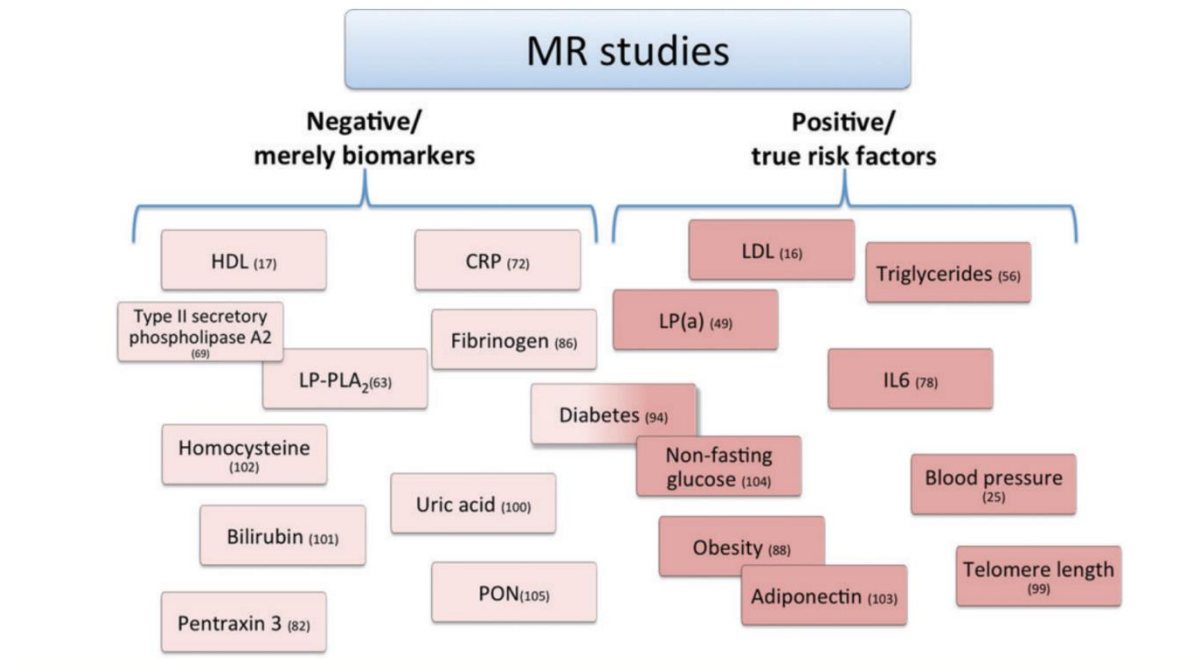 MR studies
Negative/
merely biomarkers
Positive/
true risk factors
HDL (17)
CRP (72)
Type II secretory
phospholipase A2
(69)
Fibrinogen (86)
LP-PLA₂(63)
Homocysteine
(102)
Uric acid (100)
Bilirubin (101)
PON(105)
Pentraxin 3 (82)
Diabetes (94)
LDL (16)
Triglycerides (56)
LP(a) (49)
IL6 (78)
Non-fasting
glucose (104)
Blood pressure
(25)
Obesity (88)
Adiponectin (103)
Telomere length
(99)